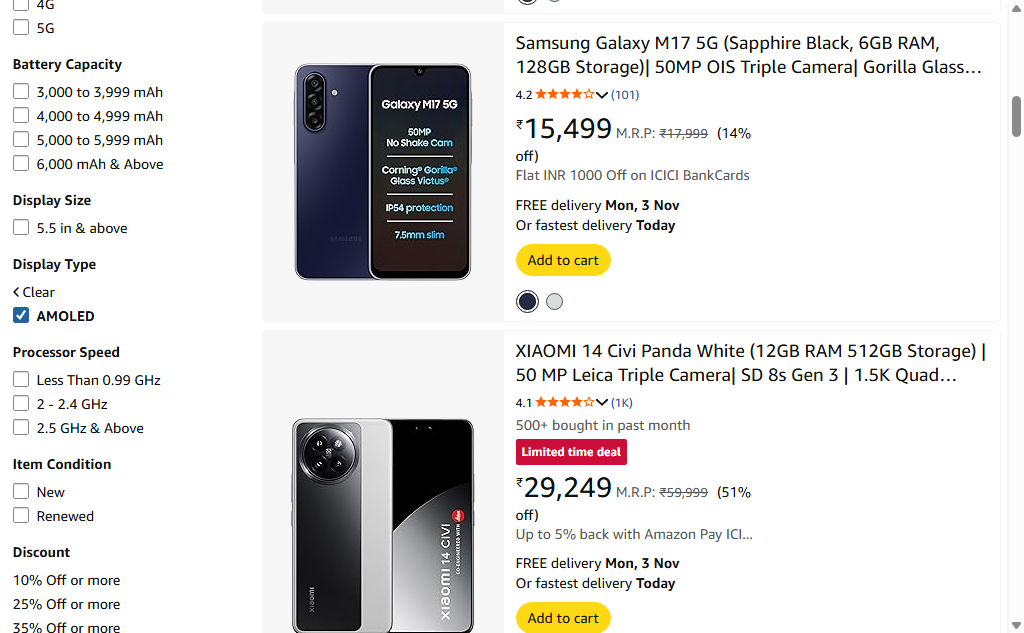 4G
5G
Battery Capacity
3,000 to 3,999 mAh
4,000 to 4,999 mAh
5,000 to 5,999 mAh
6,000 mAh & Above
Display Size
5.5 in & above
Display Type
Clear
AMOLED
Processor Speed
Less Than 0.99 GHz
2 - 2.4 GHz
2.5 GHz & Above
Item Condition
New
Renewed
Discount
10% Off or more
25% Off or more
35% Off or more
Galaxy M17 5G
50MP
No Shake Cam
Corning® Gorilla®
Glass Victus®
IP54 protection
7.5mm slim
SAMSUNG
Samsung Galaxy M17 5G (Sapphire Black, 6GB RAM,
128GB Storage)| 50MP OIS Triple Camera| Gorilla Glass…
4.2 (101)
₹15,499 M.R.P: ₹17,999 (14%
off)
Flat INR 1000 Off on ICICI BankCards
FREE delivery Mon, 3 Nov
Or fastest delivery Today
Add to cart
xiaomi
XIAOMI 14 CIVI
CO-ENGINEERED WITH Leica
XIAOMI 14 Civi Panda White (12GB RAM 512GB Storage) |
50 MP Leica Triple Camera| SD 8s Gen 3 | 1.5K Quad…
4.1 (1K)
500+ bought in past month
Limited time deal
₹29,249 M.R.P: ₹59,999 (51%
off)
Up to 5% back with Amazon Pay ICI…
FREE delivery Mon, 3 Nov
Or fastest delivery Today
Add to cart